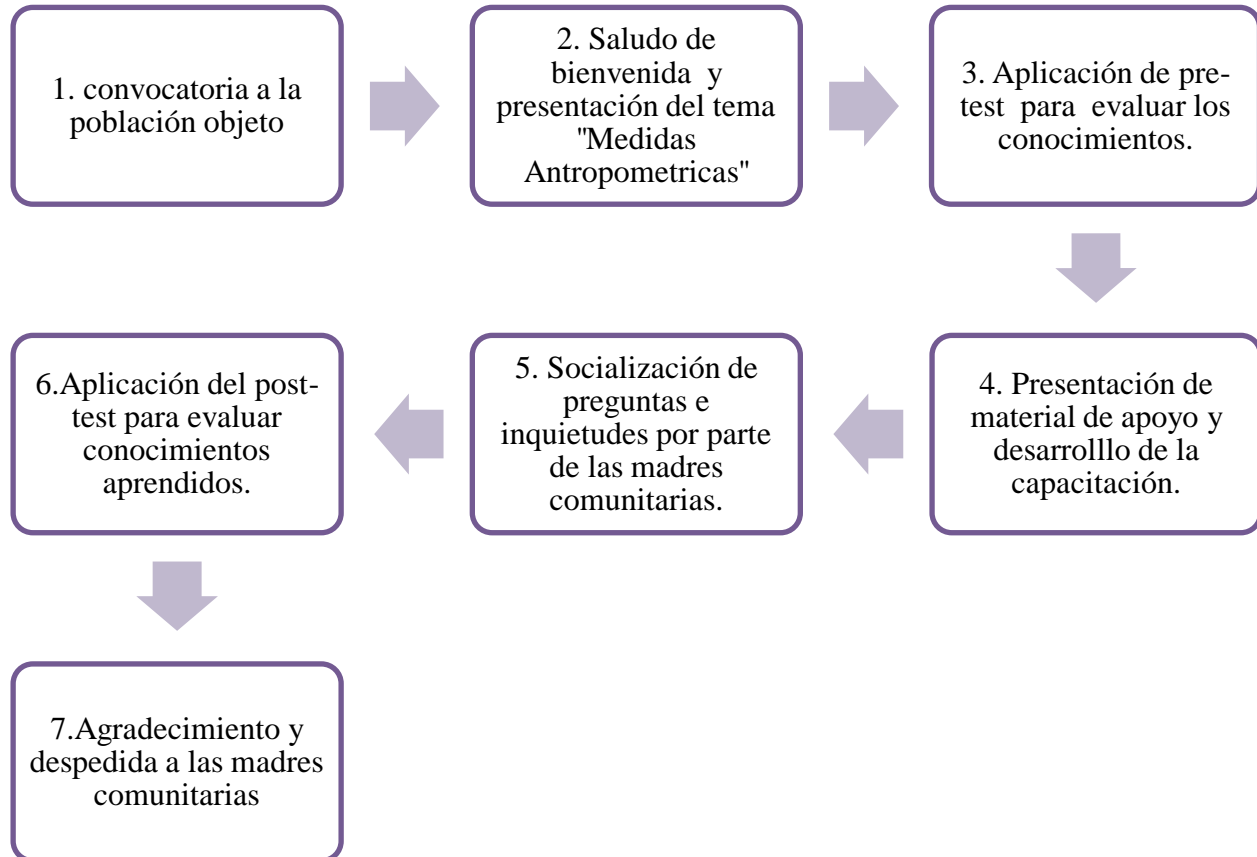 1. convocatoria a la
población objeto
2. Saludo de
bienvenida y
presentación del tema
"Medidas
Antropometricas"
3. Aplicación de pre-
test para evaluar los
conocimientos.
4. Presentación de
material de apoyo y
desarrolllo de la
capacitación.
5. Socialización de
preguntas e
inquietudes por parte
de las madres
comunitarias.
6.Aplicación del post-
test para evaluar
conocimientos
aprendidos.
7.Agradecimiento y
despedida a las madres
comunitarias